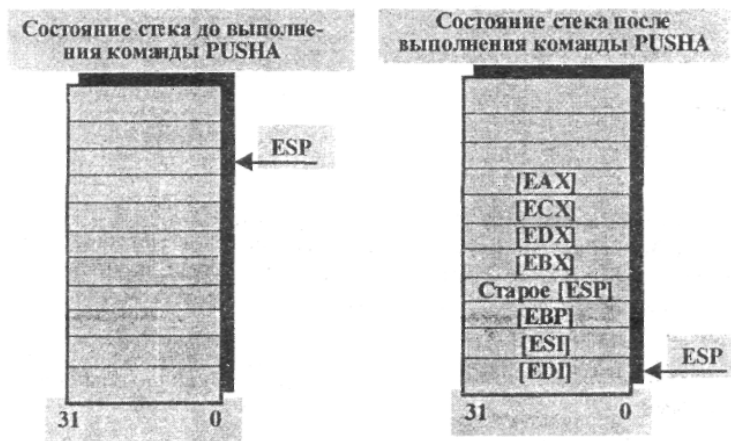 Состояние стека до выполне-
ния команды PUSHA
ESP
31 0
Состояние стека после
выполнения команды PUSHA
[EAX]
[ECX]
[EDX]
[EBX]
Старое [ESP]
[EBP]
[ESI]
[EDI]
ESP
31 0